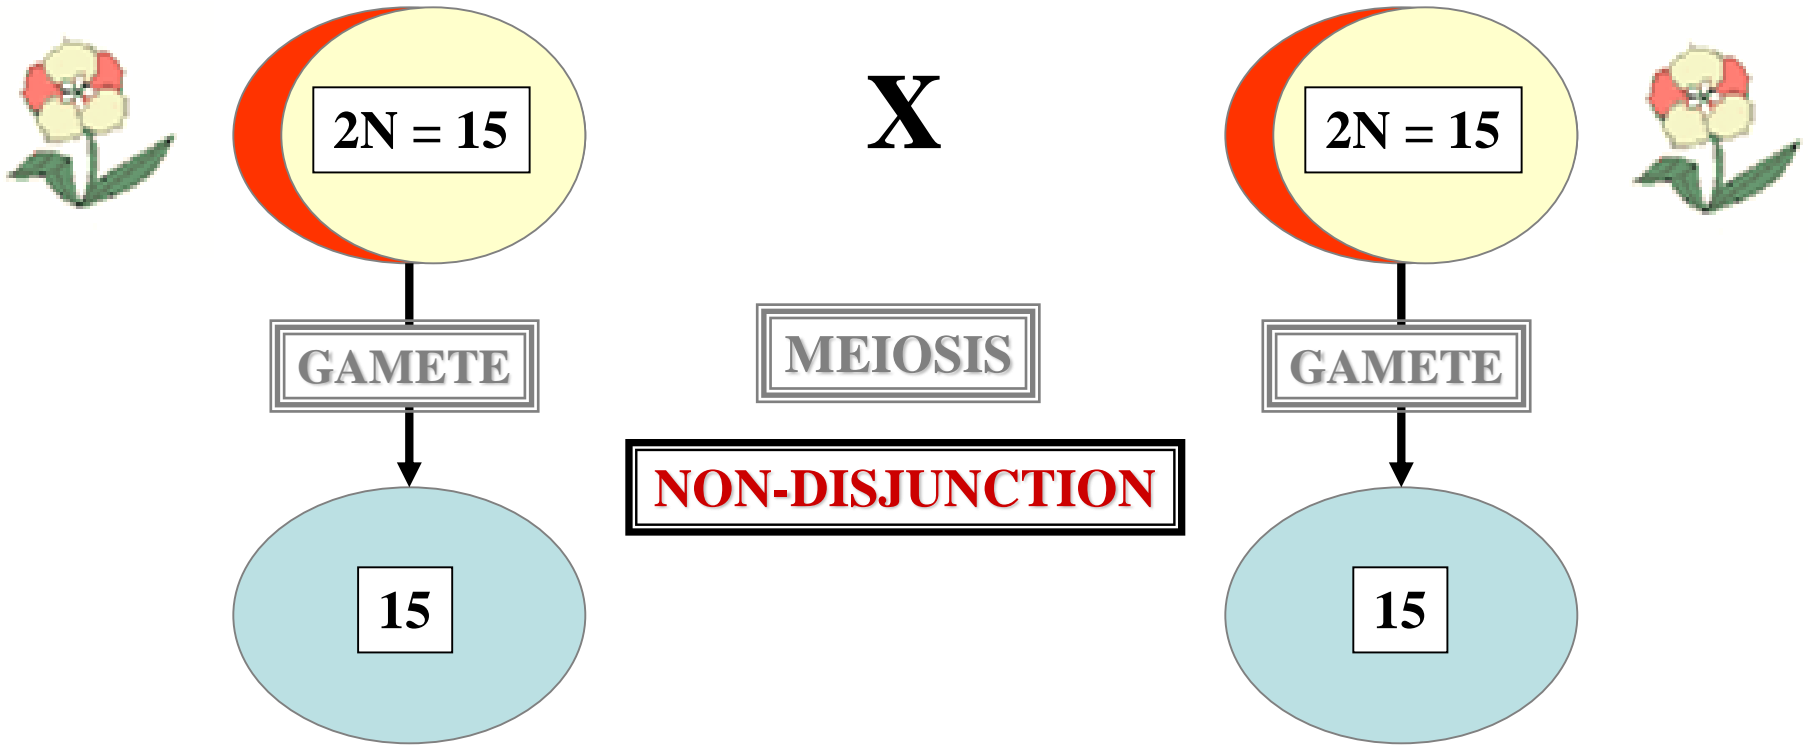 2N = 15
X
2N = 15
GAMETE
MEIOSIS
GAMETE
NON-DISJUNCTION
15
15